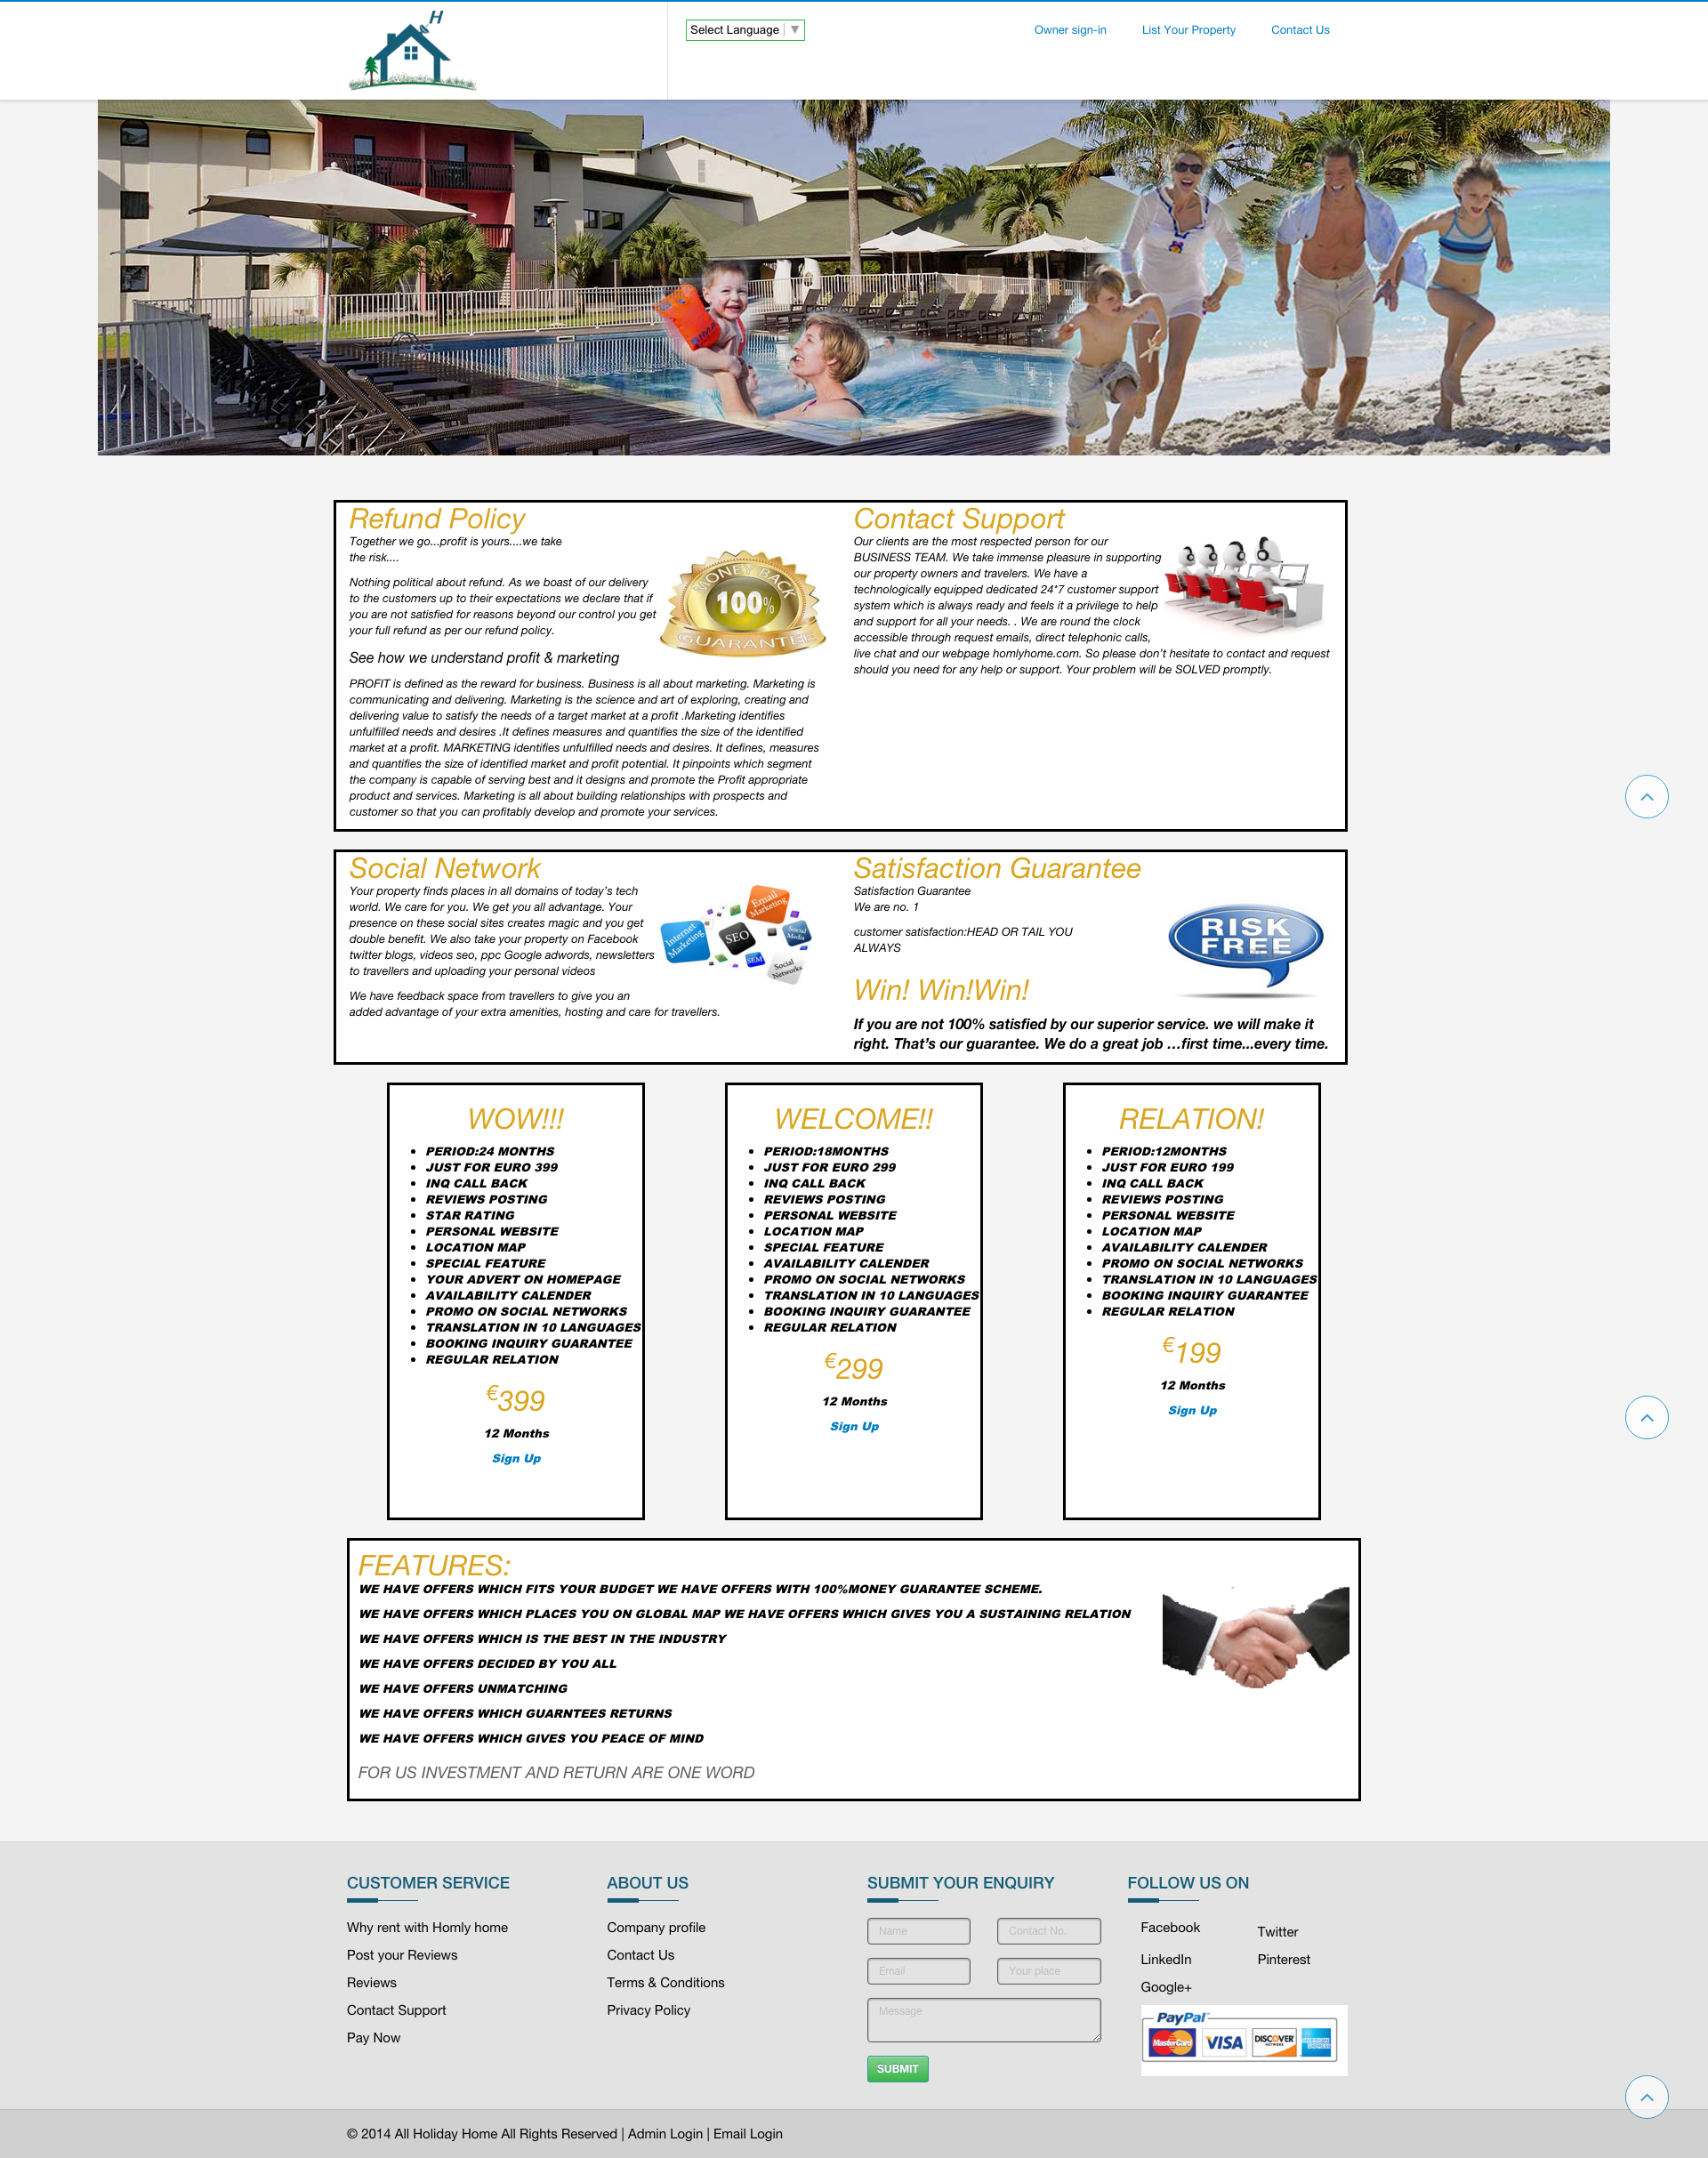 H
Select Language ▼
Owner sign-in
List Your Property
Contact Us
Refund Policy
Together we go...profit is yours....we take
the risk....
Nothing political about refund. As we boast of our delivery
to the customers up to their expectations we declare that if
you are not satisfied for reasons beyond our control you get
your full refund as per our refund policy.
MONEY BACK
100%
GUARANTEE
See how we understand profit & marketing
PROFIT is defined as the reward for business. Business is all about marketing. Marketing is
communicating and delivering. Marketing is the science and art of exploring, creating and
delivering value to satisfy the needs of a target market at a profit .Marketing identifies
unfulfilled needs and desires .It defines measures and quantifies the size of the identified
market at a profit. MARKETING identifies unfulfilled needs and desires. It defines, measures
and quantifies the size of identified market and profit potential. It pinpoints which segment
the company is capable of serving best and it designs and promote the Profit appropriate
product and services. Marketing is all about building relationships with prospects and
customer so that you can profitably develop and promote your services.
Contact Support
Our clients are the most respected person for our
BUSINESS TEAM. We take immense pleasure in supporting
our property owners and travelers. We have a
technologically equipped dedicated 24*7 customer support
system which is always ready and feels it a privilege to help
and support for all your needs. . We are round the clock
accessible through request emails, direct telephonic calls,
live chat and our webpage homlyhome.com. So please don't hesitate to contact and request
should you need for any help or support. Your problem will be SOLVED promptly.
Social Network
Your property finds places in all domains of today's tech
world. We care for you. We get you all advantage. Your
presence on these social sites creates magic and you get
double benefit. We also take your property on Facebook
twitter blogs, videos seo, ppc Google adwords, newsletters
to travellers and uploading your personal videos
We have feedback space from travellers to give you an
added advantage of your extra amenities, hosting and care for travellers.
Email Marketing
Internet Marketing
SEO
Social Media
SEM
Social Networks
Satisfaction Guarantee
Satisfaction Guarantee
We are no. 1
customer satisfaction:HEAD OR TAIL YOU
ALWAYS
RISK
FREE
Win! Win!Win!
If you are not 100% satisfied by our superior service. we will make it
right. That's our guarantee. We do a great job …first time...every time.
WOW!!!
PERIOD:24 MONTHS
JUST FOR EURO 399
INQ CALL BACK
REVIEWS POSTING
STAR RATING
PERSONAL WEBSITE
LOCATION MAP
SPECIAL FEATURE
YOUR ADVERT ON HOMEPAGE
AVAILABILITY CALENDER
PROMO ON SOCIAL NETWORKS
TRANSLATION IN 10 LANGUAGES
BOOKING INQUIRY GUARANTEE
REGULAR RELATION
€399
12 Months
Sign Up
WELCOME!!
PERIOD:18MONTHS
JUST FOR EURO 299
INQ CALL BACK
REVIEWS POSTING
PERSONAL WEBSITE
LOCATION MAP
SPECIAL FEATURE
AVAILABILITY CALENDER
PROMO ON SOCIAL NETWORKS
TRANSLATION IN 10 LANGUAGES
BOOKING INQUIRY GUARANTEE
REGULAR RELATION
€299
12 Months
Sign Up
RELATION!
PERIOD:12MONTHS
JUST FOR EURO 199
INQ CALL BACK
REVIEWS POSTING
PERSONAL WEBSITE
LOCATION MAP
AVAILABILITY CALENDER
PROMO ON SOCIAL NETWORKS
TRANSLATION IN 10 LANGUAGES
BOOKING INQUIRY GUARANTEE
REGULAR RELATION
€199
12 Months
Sign Up
FEATURES:
WE HAVE OFFERS WHICH FITS YOUR BUDGET WE HAVE OFFERS WITH 100%MONEY GUARANTEE SCHEME.
WE HAVE OFFERS WHICH PLACES YOU ON GLOBAL MAP WE HAVE OFFERS WHICH GIVES YOU A SUSTAINING RELATION
WE HAVE OFFERS WHICH IS THE BEST IN THE INDUSTRY
WE HAVE OFFERS DECIDED BY YOU ALL
WE HAVE OFFERS UNMATCHING
WE HAVE OFFERS WHICH GUARNTEES RETURNS
WE HAVE OFFERS WHICH GIVES YOU PEACE OF MIND
FOR US INVESTMENT AND RETURN ARE ONE WORD
CUSTOMER SERVICE
Why rent with Homly home
Post your Reviews
Reviews
Contact Support
Pay Now
ABOUT US
Company profile
Contact Us
Terms & Conditions
Privacy Policy
SUBMIT YOUR ENQUIRY
Name
Contact No.
Email
Your place
Message
SUBMIT
FOLLOW US ON
Facebook
Twitter
LinkedIn
Pinterest
Google+
PayPal
MasterCard
VISA
DISCOVER
NETWORK
AMERICAN EXPRESS
© 2014 All Holiday Home All Rights Reserved | Admin Login | Email Login